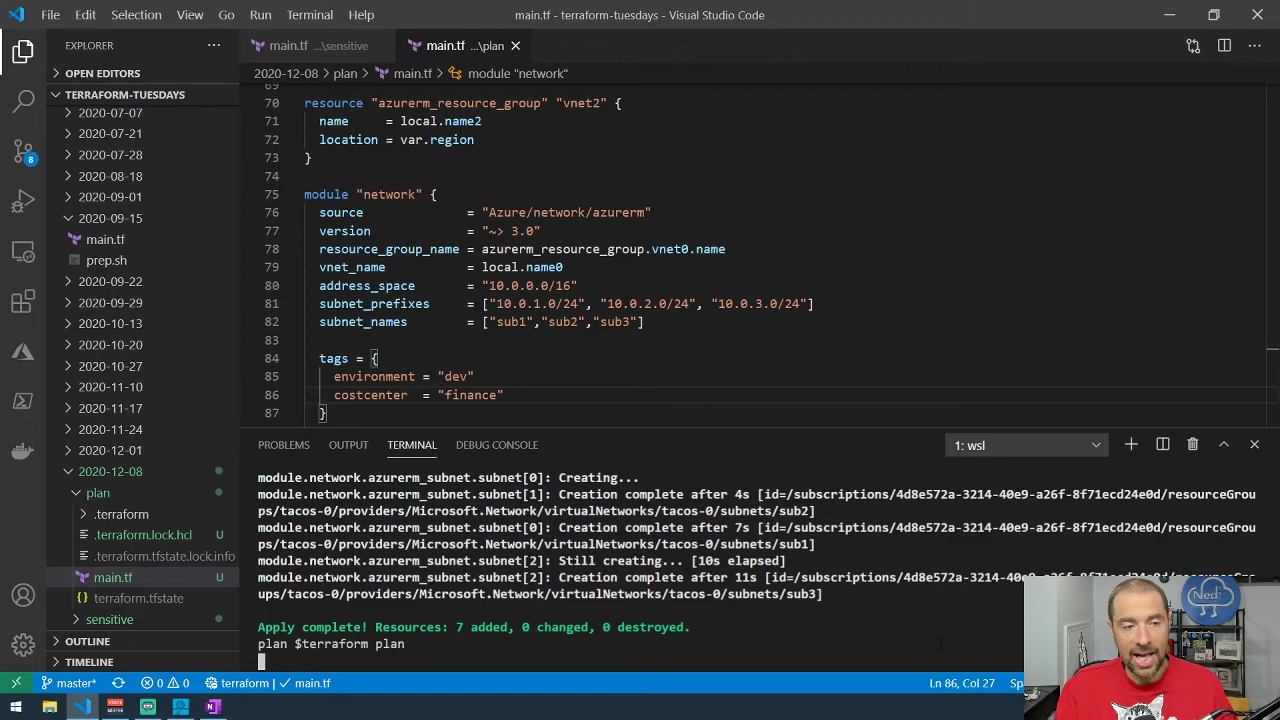 File Edit Selection View Go Run Terminal Help
main.tf - terraform-tuesdays - Visual Studio Code
EXPLORER
main.tf ...\sensitive
main.tf ...\plan
OPEN EDITORS
2020-12-08 > plan > main.tf > module "network"
TERRAFORM-TUESDAYS
2020-07-07
2020-07-21
2020-07-28
2020-08-18
2020-09-01
2020-09-15
main.tf
prep.sh
2020-09-22
2020-09-29
2020-10-13
2020-10-20
2020-10-27
2020-11-10
2020-11-17
2020-11-24
2020-12-01
2020-12-08
plan
.terraform
.terraform.lock.hcl U
.terraform.tfstate.lock.info
main.tf U
terraform.tfstate
sensitive
OUTLINE
TIMELINE
8
69
70 resource "azurerm_resource_group" "vnet2" {
71 name = local.name2
72 location = var.region
73 }
74
75 module "network" {
76 source = "Azure/network/azurerm"
77 version = "~> 3.0"
78 resource_group_name = azurerm_resource_group.vnet0.name
79 vnet_name = local.name0
80 address_space = "10.0.0.0/16"
81 subnet_prefixes = ["10.0.1.0/24", "10.0.2.0/24", "10.0.3.0/24"]
82 subnet_names = ["sub1","sub2","sub3"]
83
84 tags = {
85 environment = "dev"
86 costcenter = "finance"
87 }
PROBLEMS OUTPUT TERMINAL DEBUG CONSOLE
1: wsl
module.network.azurerm_subnet.subnet[0]: Creating...
module.network.azurerm_subnet.subnet[1]: Creation complete after 4s [id=/subscriptions/4d8e572a-3214-40e9-a26f-8f71ecd24e0d/resourceGrou
ps/tacos-0/providers/Microsoft.Network/virtualNetworks/tacos-0/subnets/sub2]
module.network.azurerm_subnet.subnet[0]: Creation complete after 7s [id=/subscriptions/4d8e572a-3214-40e9-a26f-8f71ecd24e0d/resourceGrou
ps/tacos-0/providers/Microsoft.Network/virtualNetworks/tacos-0/subnets/sub1]
module.network.azurerm_subnet.subnet[2]: Still creating... [10s elapsed]
module.network.azurerm_subnet.subnet[2]: Creation complete after 11s [id=/subscriptions/4d8e572a-3214-40e9-a26f-8f71ecd24e0d/resourceGro
ups/tacos-0/providers/Microsoft.Network/virtualNetworks/tacos-0/subnets/sub3]
Apply complete! Resources: 7 added, 0 changed, 0 destroyed.
plan $terraform plan
master* 0 0 terraform | main.tf
Ln 86, Col 27 Sp
Ned